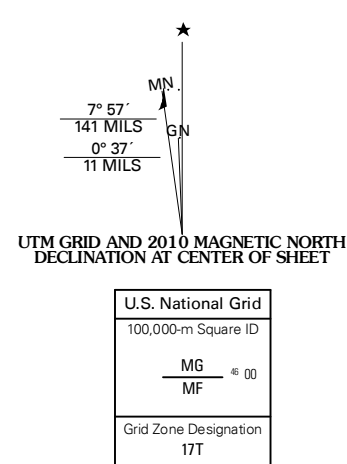 MN
7° 57´
141 MILS
GN
0° 37´
11 MILS
UTM GRID AND 2010 MAGNETIC NORTH
DECLINATION AT CENTER OF SHEET
U.S. National Grid
100,000-m Square ID
MG
46 00
MF
Grid Zone Designation
17T